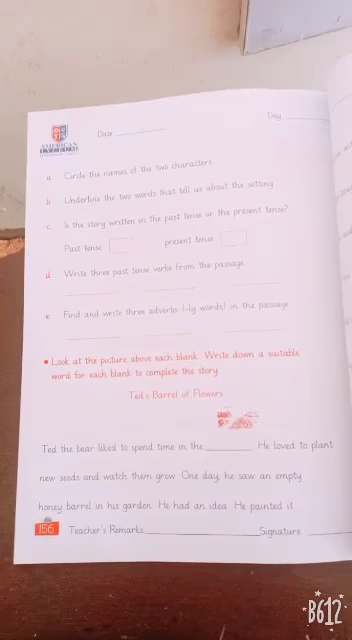 AMERICAN
LYCEUM
Date
Day
a Circle the names of the two characters
b Underline the two words that tell us about the setting
c Is the story written in the past tense or the present tense?
Past tense present tense
d Write three past tense verbs from the passage
e Find and write three adverbs (-ly words) in the passage
Look at the picture above each blank. Write down a suitable
word for each blank to complete the story
Ted's Barrel of Flowers
Ted the bear liked to spend time in the ________ He loved to plant
new seeds and watch them grow. One day, he saw an empty
honey barrel in his garden. He had an idea. He painted it
156 Teacher's Remarks Signature
B612